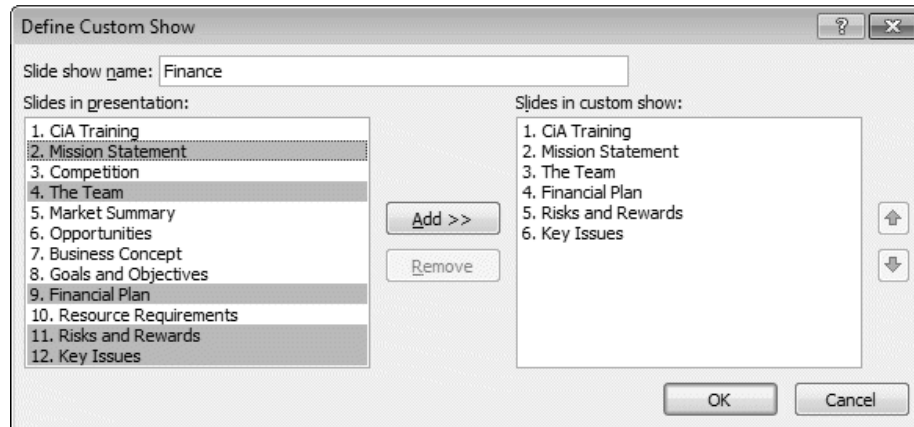 Define Custom Show
Slide show name: Finance
Slides in presentation:
1. CiA Training
2. Mission Statement
3. Competition
4. The Team
5. Market Summary
6. Opportunities
7. Business Concept
8. Goals and Objectives
9. Financial Plan
10. Resource Requirements
11. Risks and Rewards
12. Key Issues
Add >>
Remove
Slides in custom show:
1. CiA Training
2. Mission Statement
3. The Team
4. Financial Plan
5. Risks and Rewards
6. Key Issues
OK
Cancel